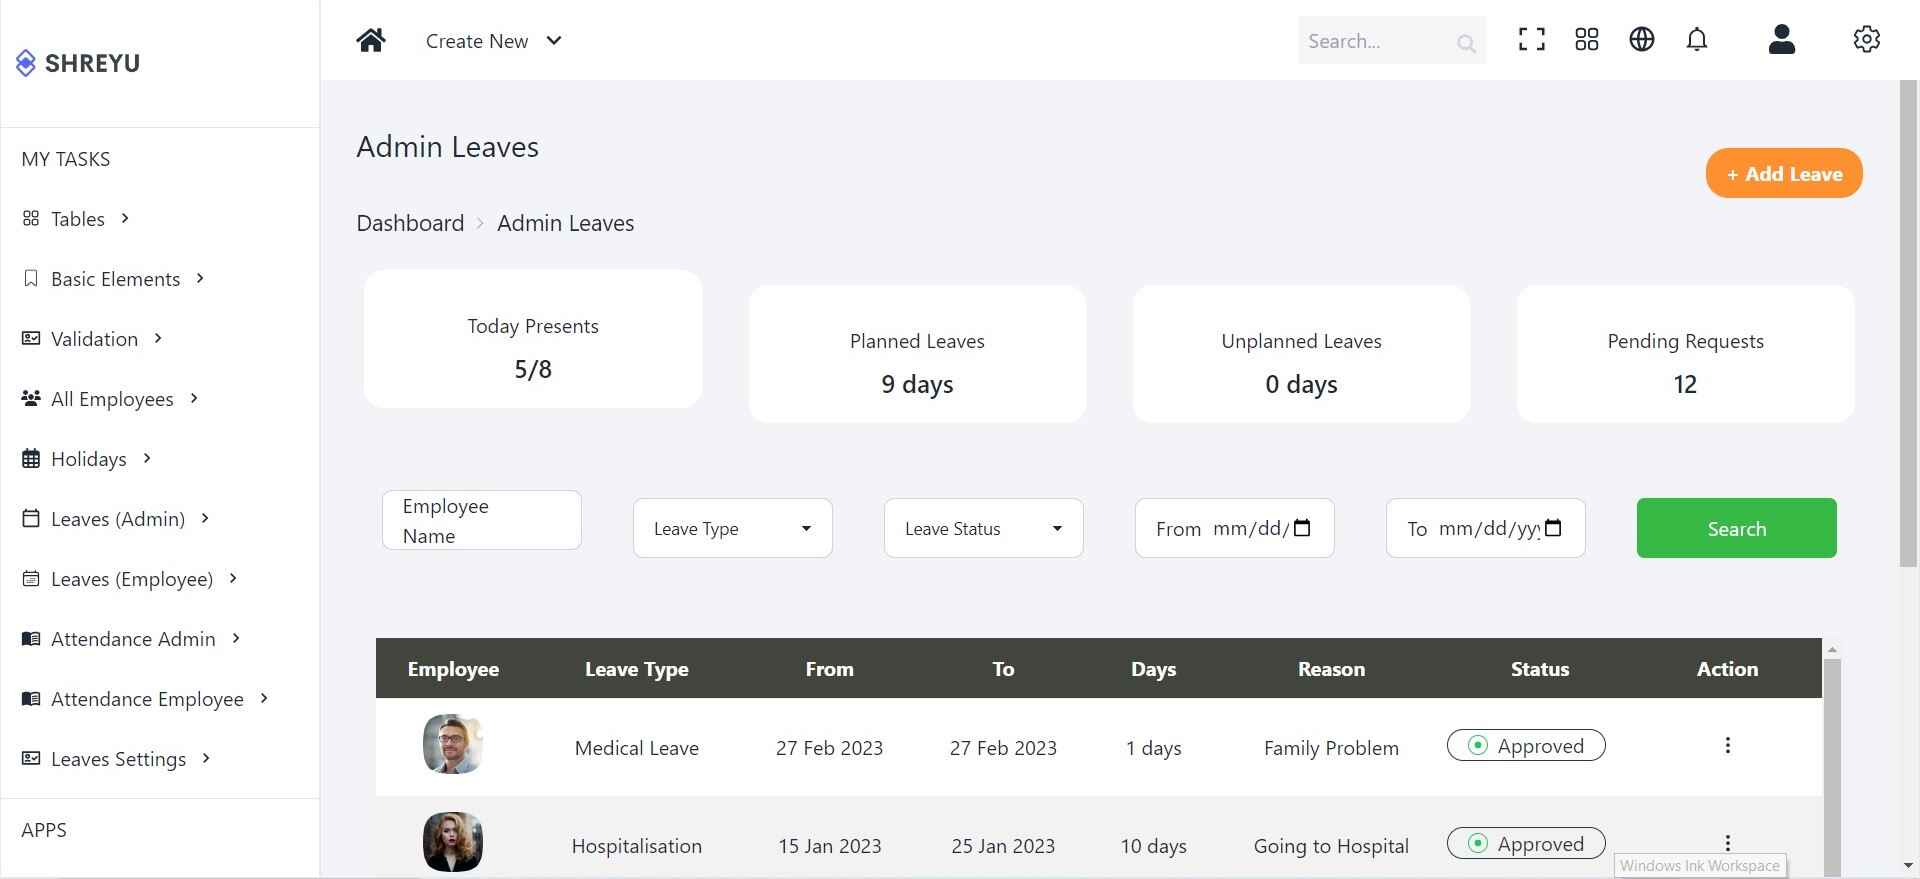 SHREYU
Create New
Search...
MY TASKS
Tables
Basic Elements
Validation
All Employees
Holidays
Leaves (Admin)
Leaves (Employee)
Attendance Admin
Attendance Employee
Leaves Settings
APPS
Admin Leaves
+ Add Leave
Dashboard > Admin Leaves
Today Presents
5/8
Planned Leaves
9 days
Unplanned Leaves
0 days
Pending Requests
12
Employee
Name
Leave Type
Leave Status
From mm/dd/
To mm/dd/yy
Search
Employee Leave Type From To Days Reason Status Action
Medical Leave 27 Feb 2023 27 Feb 2023 1 days Family Problem Approved
Hospitalisation 15 Jan 2023 25 Jan 2023 10 days Going to Hospital Approved
Windows Ink Workspace